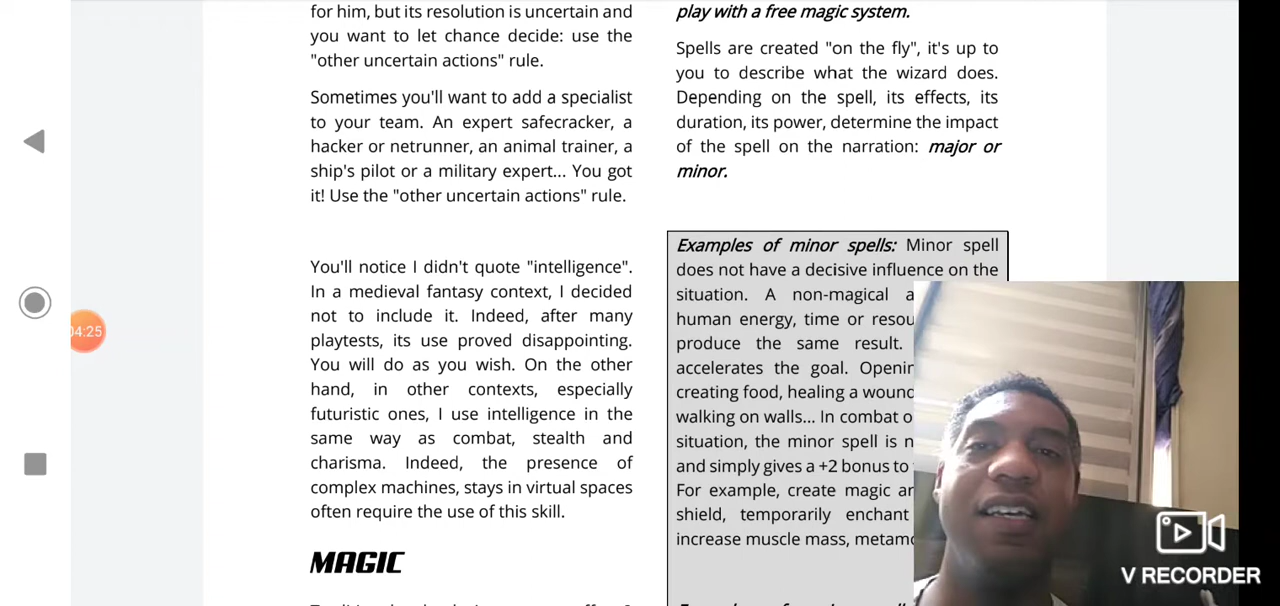 for him, but its resolution is uncertain and
you want to let chance decide: use the
"other uncertain actions" rule.
Sometimes you'll want to add a specialist
to your team. An expert safecracker, a
hacker or netrunner, an animal trainer, a
ship's pilot or a military expert... You got
it! Use the "other uncertain actions" rule.
You'll notice I didn't quote "intelligence".
In a medieval fantasy context, I decided
not to include it. Indeed, after many
playtests, its use proved disappointing.
You will do as you wish. On the other
hand, in other contexts, especially
futuristic ones, I use intelligence in the
same way as combat, stealth and
charisma. Indeed, the presence of
complex machines, stays in virtual spaces
often require the use of this skill.
MAGIC
play with a free magic system.
Spells are created "on the fly", it's up to
you to describe what the wizard does.
Depending on the spell, its effects, its
duration, its power, determine the impact
of the spell on the narration: major or
minor.
Examples of minor spells: Minor spell
does not have a decisive influence on the
situation. A non-magical
human energy, time or
produce the same result.
accelerates the goal.
creating food, healing a
walking on walls... In combat
situation, the minor spell is
and simply gives a +2 bonus to
For example, create magic
shield, temporarily enchant
increase muscle mass,
04:25
V RECORDER